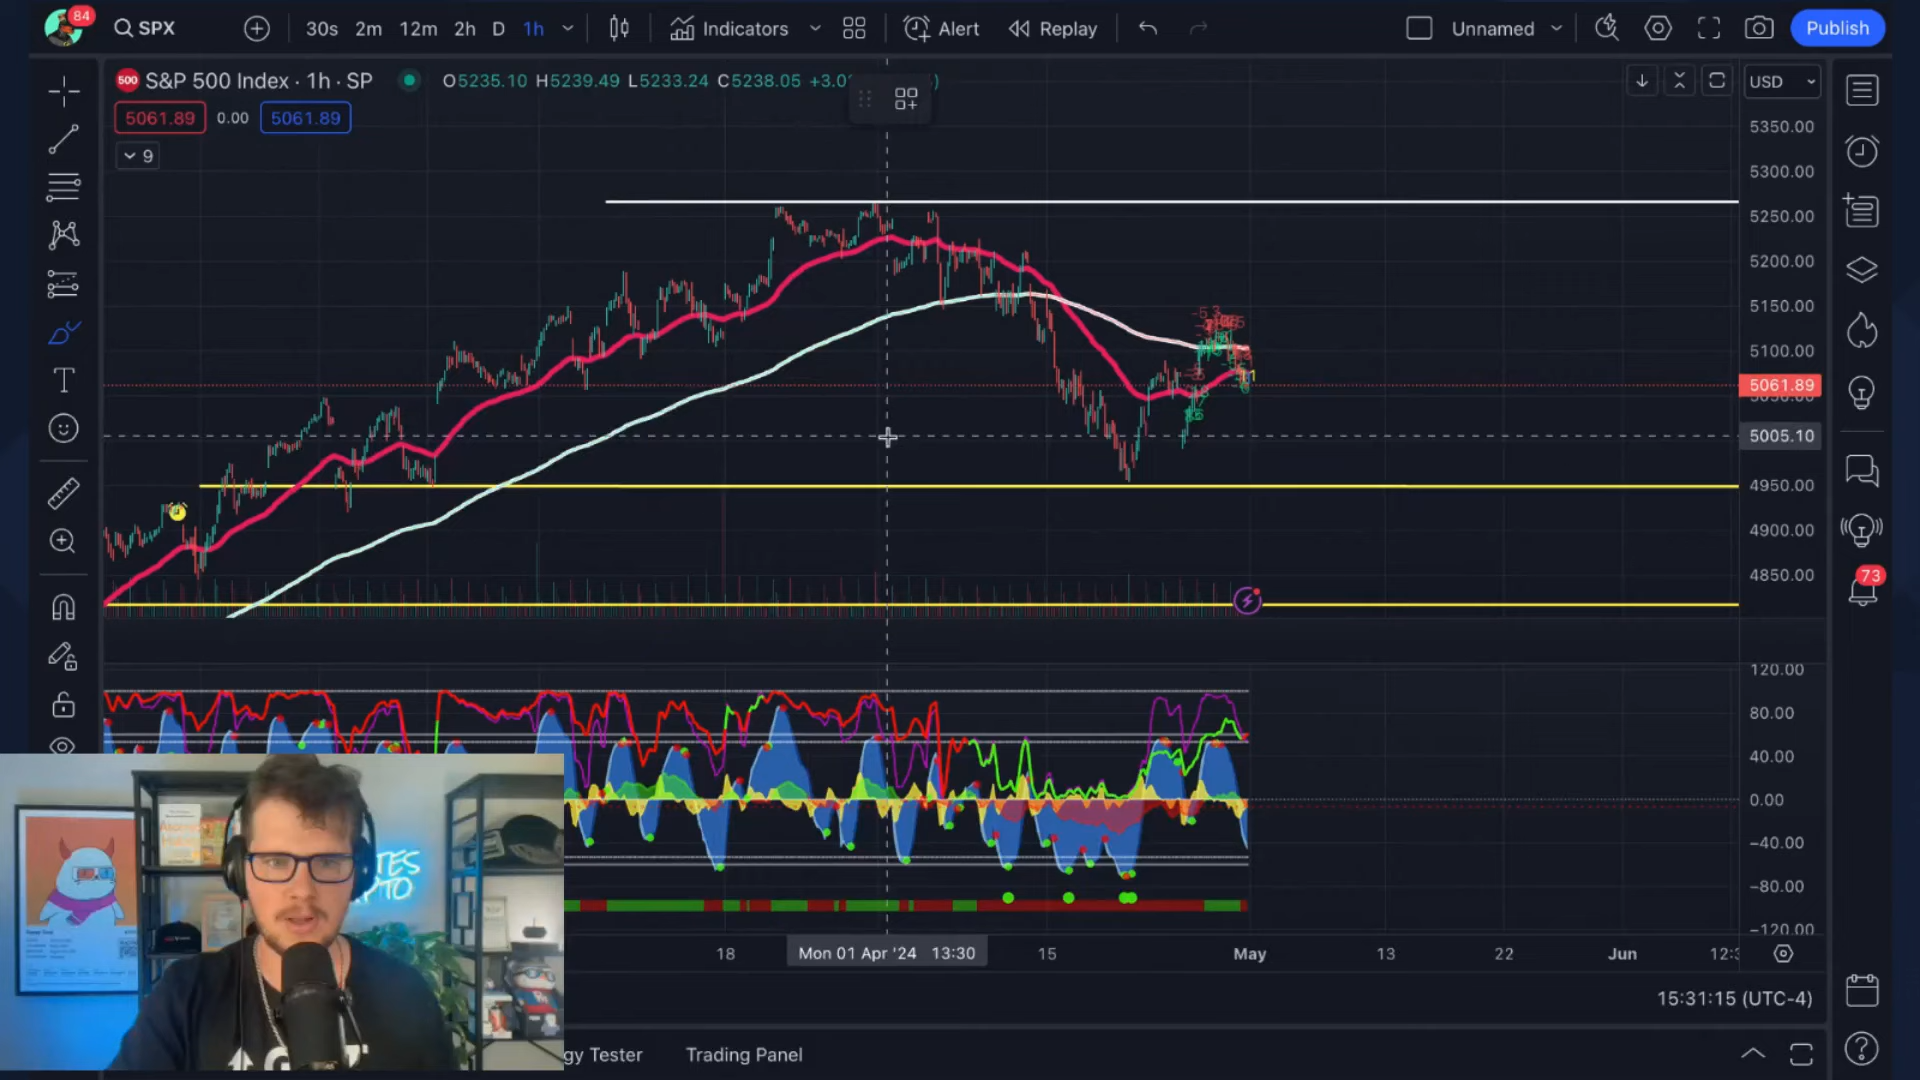 84
SPX
30s 2m 12m 2h D 1h
Indicators
Alert
Replay
Unnamed
Publish
500 S&P 500 Index · 1h · SP
O5235.10 H5239.49 L5233.24 C5238.05 +3.0
USD
5061.89 0.00 5061.89
9
5350.00
5300.00
5250.00
5200.00
5150.00
5100.00
5061.89
5005.10
4950.00
4900.00
4850.00
73
120.00
80.00
40.00
0.00
−40.00
−80.00
−120.00
18
Mon 01 Apr '24 13:30
15
May
13
22
Jun
15:31:15 (UTC-4)
gy Tester
Trading Panel